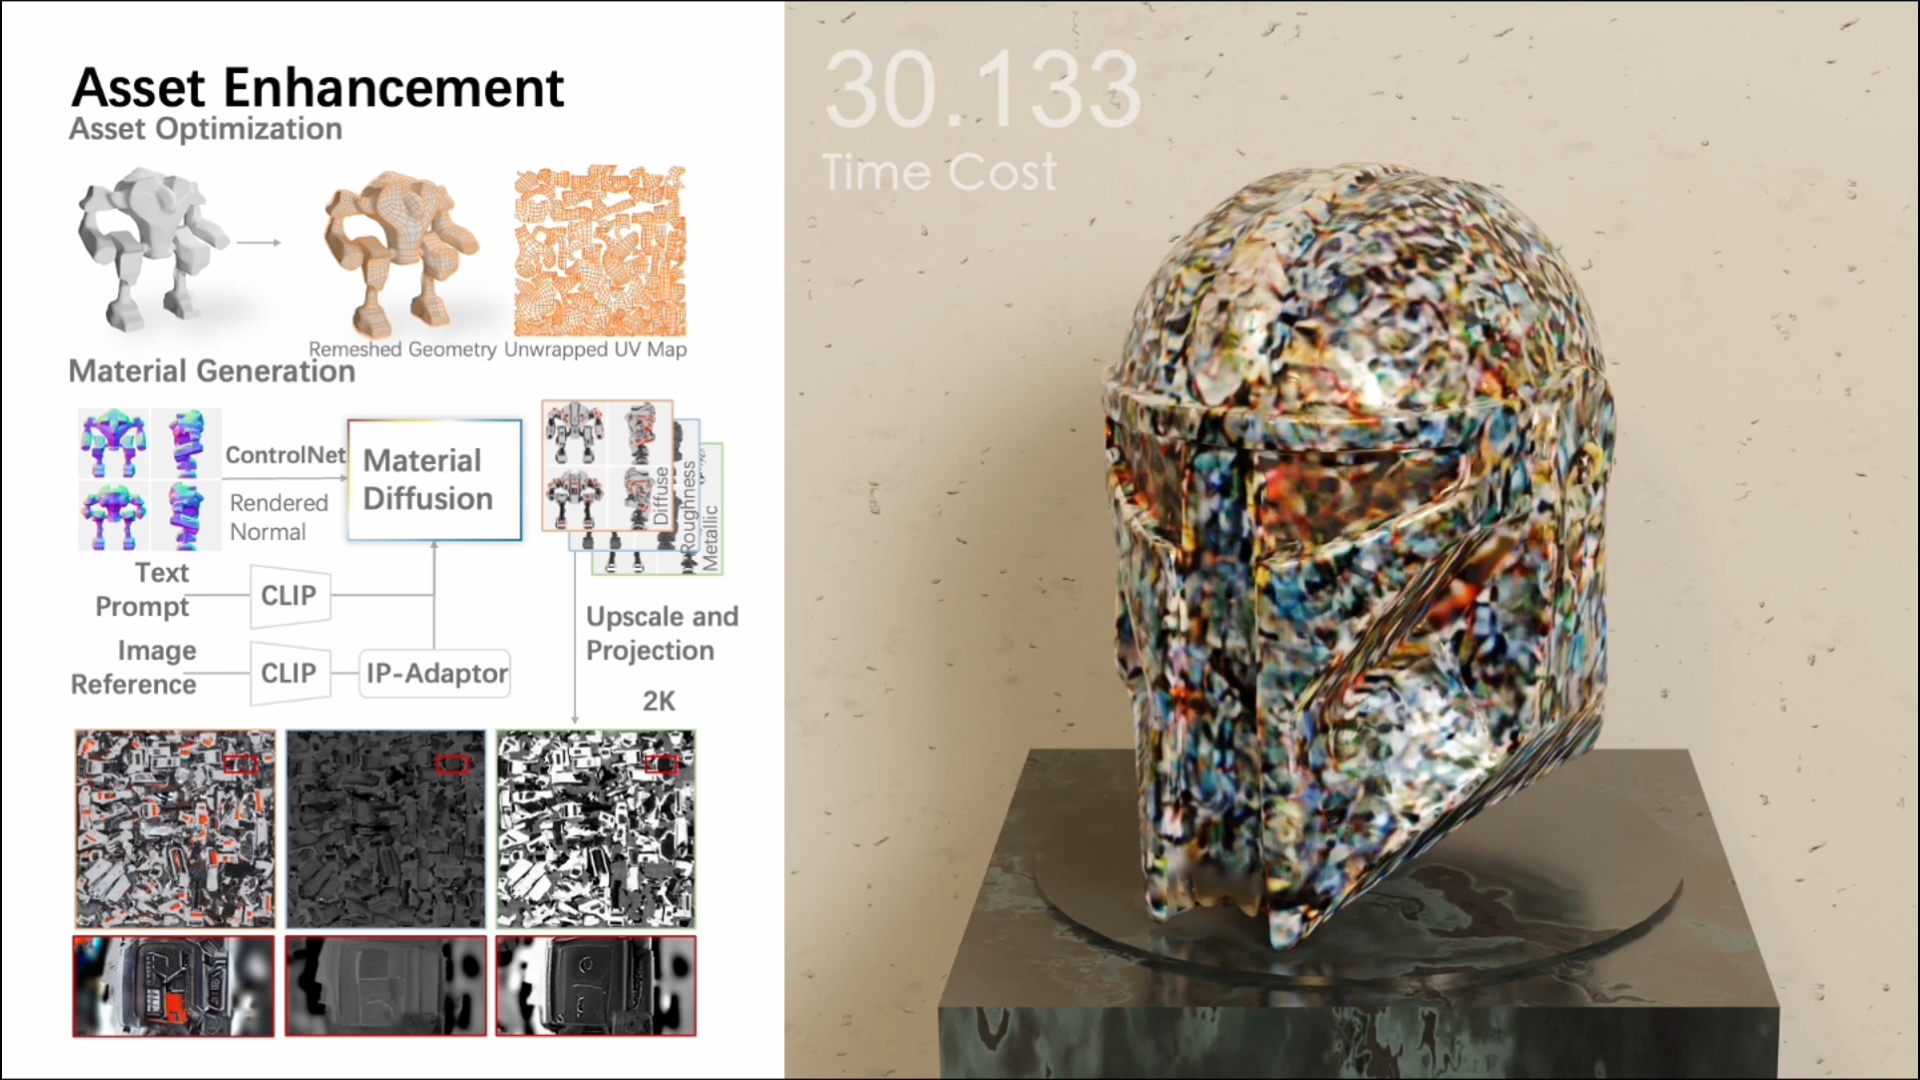 Asset Enhancement
Asset Optimization
Remeshed Geometry Unwrapped UV Map
Material Generation
ControlNet
Rendered
Normal
Material
Diffusion
Diffuse
Roughness
Metallic
Text
Prompt
CLIP
Image
Reference
CLIP
IP-Adaptor
Upscale and
Projection
2K
30.133
Time Cost